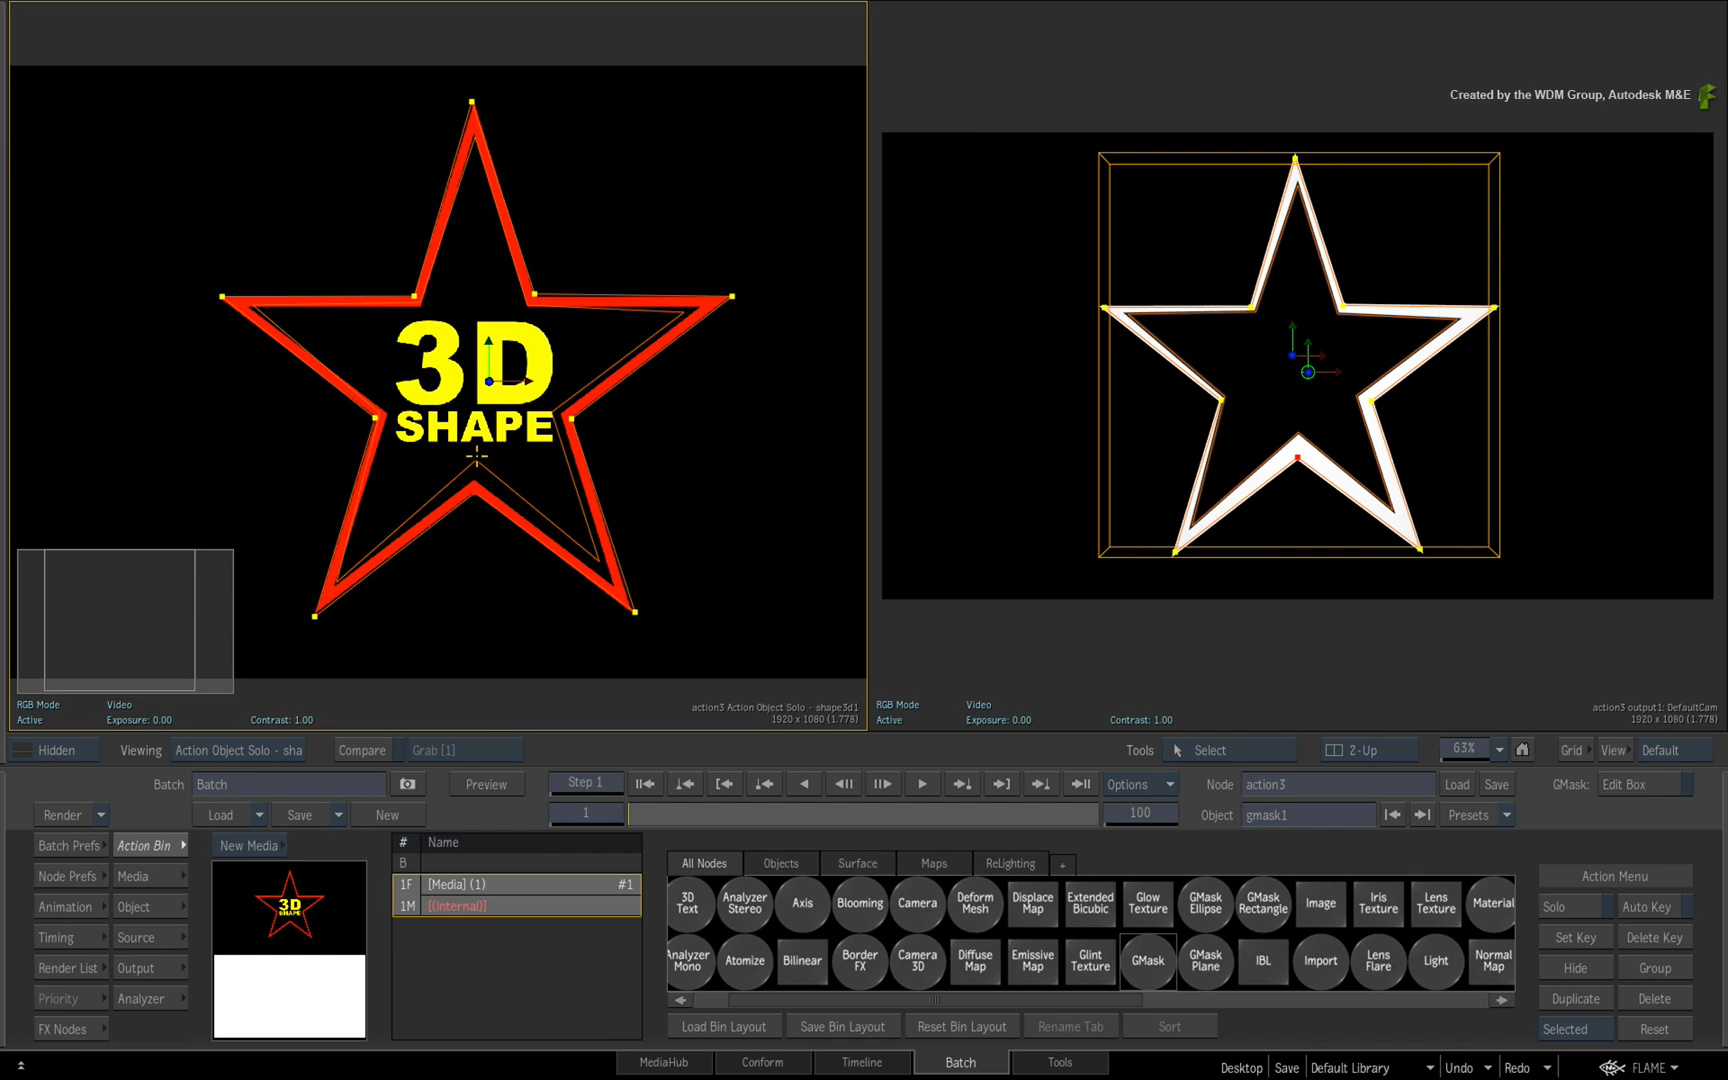 Created by the WDM Group, Autodesk M&E
3D
SHAPE
RGB Mode Video
Active Exposure: 0.00 Contrast: 1.00
action3 Action Object Solo - shape3d1
1920 x 1080 (1.778)
RGB Mode Video
Active Exposure: 0.00 Contrast: 1.00
action3 output1: DefaultCam
1920 x 1080 (1.778)
Hidden Viewing Action Object Solo - sha Compare Grab [1] Tools Select 2-Up 63% Grid View Default
Batch Batch Preview Step 1 Options Node action3 Load Save GMask: Edit Box
Render Load Save New 1 100 Object gmask1 Presets
Batch Prefs Action Bin New Media
Node Prefs Media
Animation Object
Timing Source
Render List Output
Priority Analyzer
FX Nodes
3D
SHAPE
# Name
B
1F [Media] (1) #1
1M [(Internal)]
All Nodes Objects Surface Maps ReLighting +
3D Text Analyzer Stereo Axis Blooming Camera Deform Mesh Displace Map Extended Bicubic Glow Texture GMask Ellipse GMask Rectangle Image Iris Texture Lens Texture Material
Analyzer Mono Atomize Bilinear Border FX Camera 3D Diffuse Map Emissive Map Glint Texture GMask GMask Plane IBL Import Lens Flare Light Normal Map
Load Bin Layout Save Bin Layout Reset Bin Layout Rename Tab Sort
Action Menu
Solo Auto Key
Set Key Delete Key
Hide Group
Duplicate Delete
Selected Reset
MediaHub Conform Timeline Batch Tools
Desktop Save Default Library Undo Redo FLAME